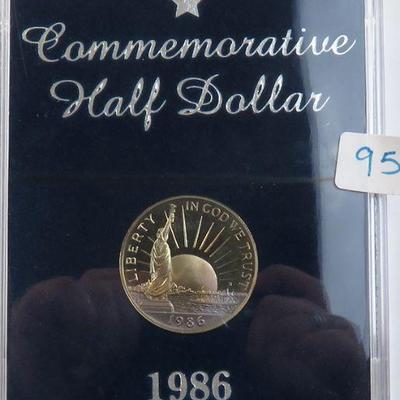 Commemorative
Half Dollar
95
LIBERTY IN GOD WE TRUST
1986
1986